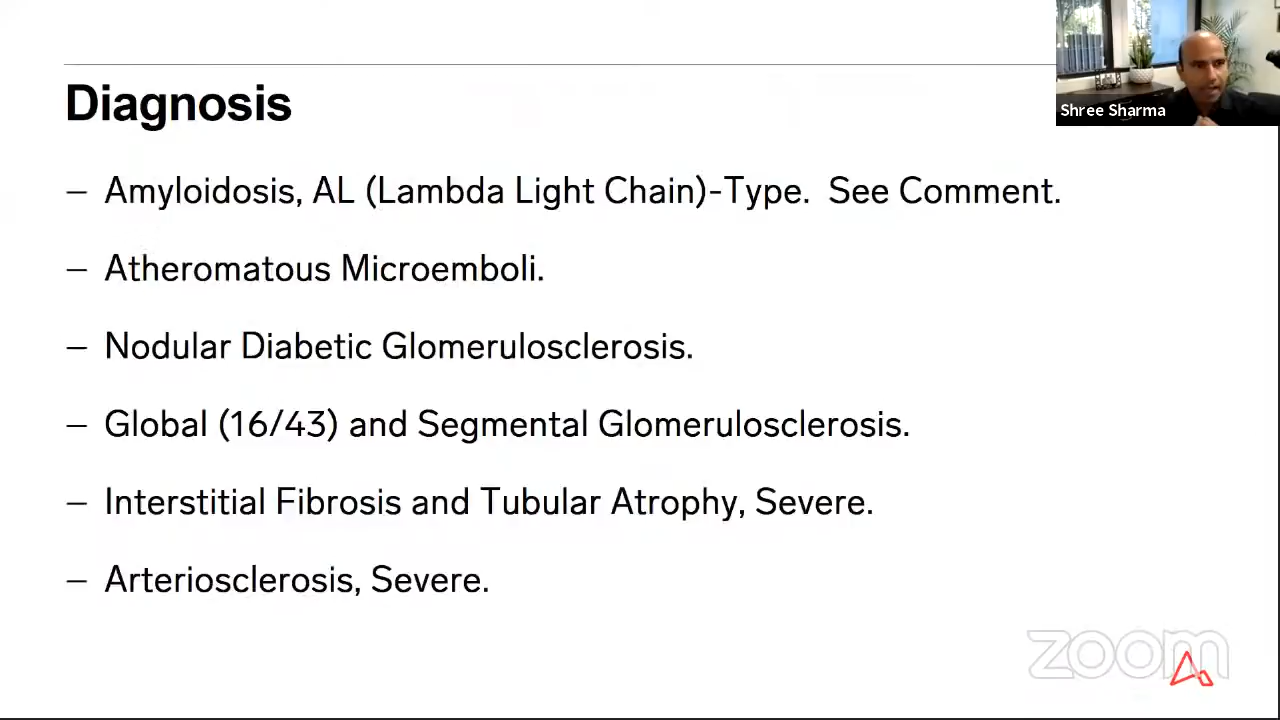 Diagnosis
Shree Sharma
– Amyloidosis, AL (Lambda Light Chain)-Type.  See Comment.
– Atheromatous Microemboli.
– Nodular Diabetic Glomerulosclerosis.
– Global (16/43) and Segmental Glomerulosclerosis.
– Interstitial Fibrosis and Tubular Atrophy, Severe.
– Arteriosclerosis, Severe.
zoom